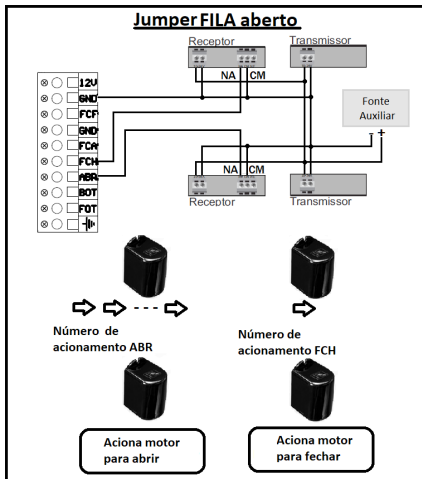 Jumper FILA aberto
Receptor
Transmissor
12V
GND
FCF
GND
FCA
FCH
ABR
BOT
FOT
NA
CM
Fonte
Auxiliar
- +
NA
CM
Receptor
Transmissor
Número de
acionamento ABR
Número de
acionamento FCH
Aciona motor
para abrir
Aciona motor
para fechar